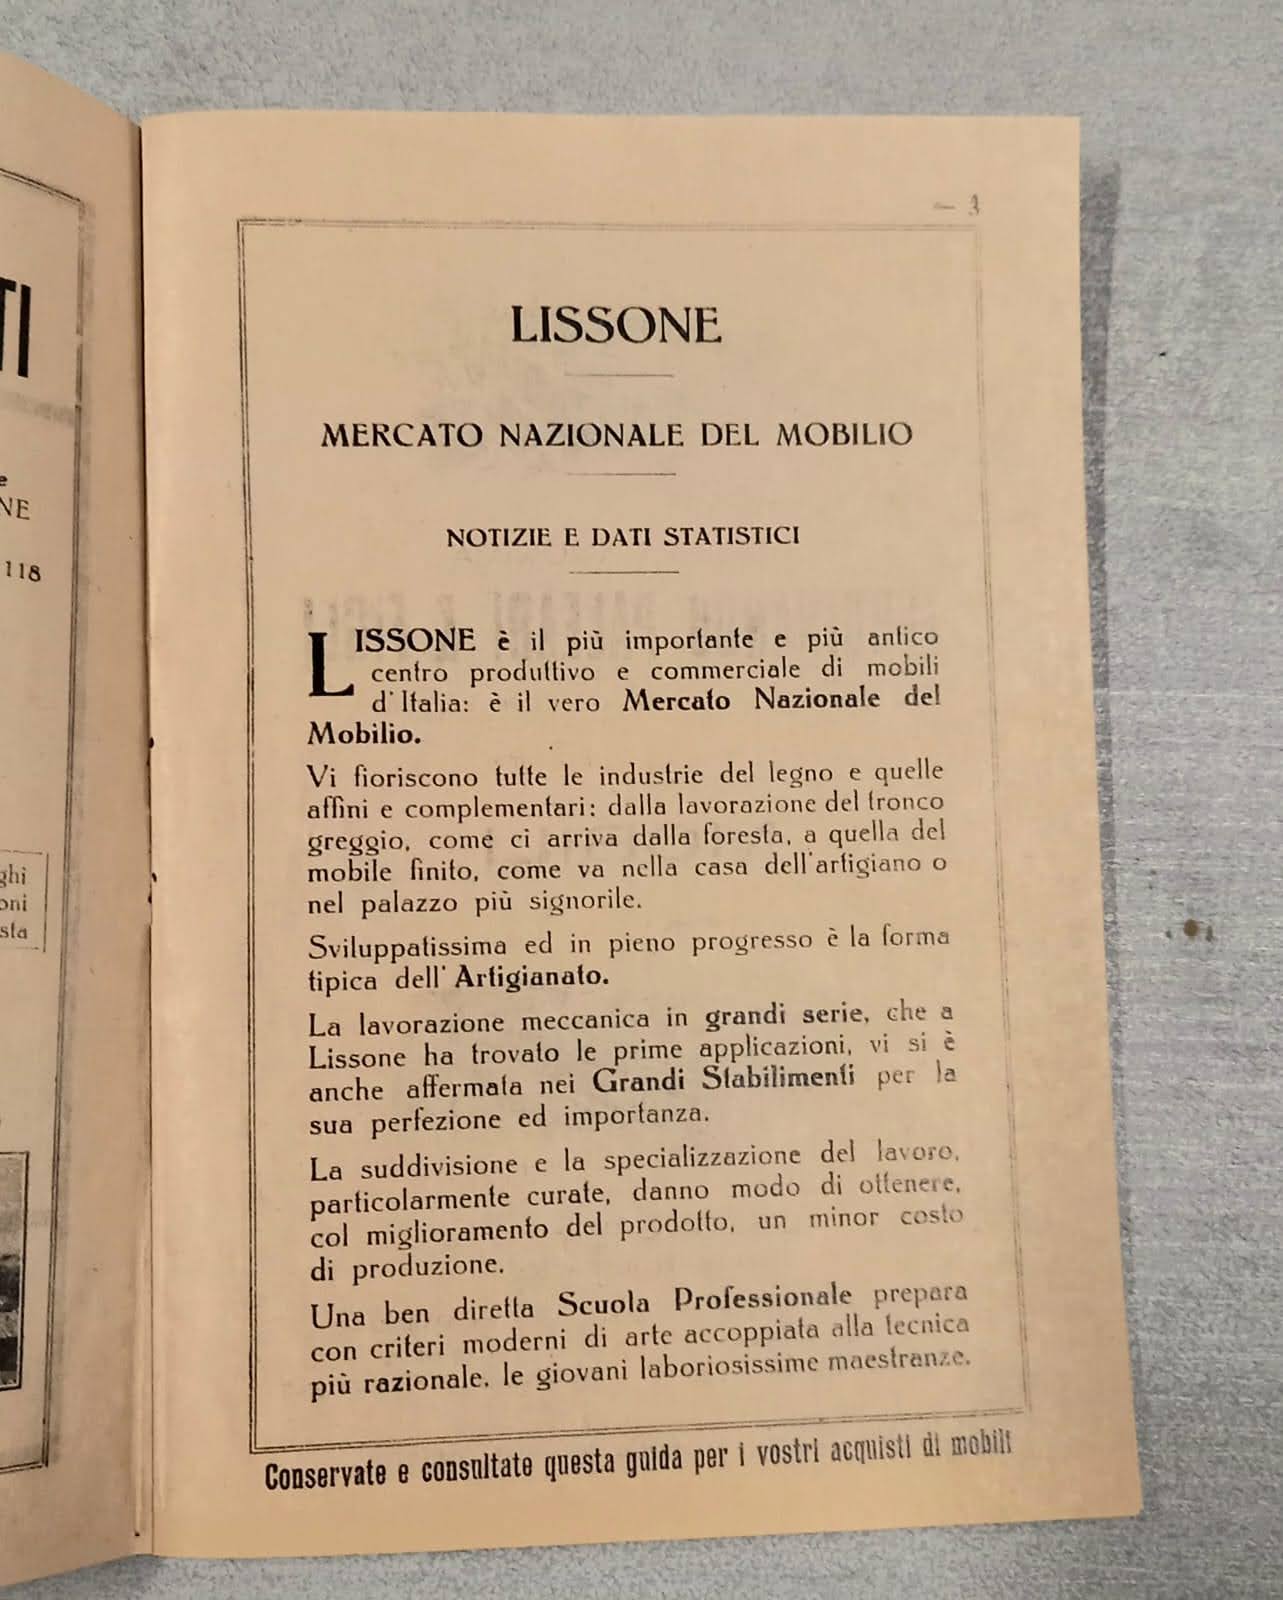 TI
e
NE
118
ghi
oni
sta
— 3
LISSONE
MERCATO NAZIONALE DEL MOBILIO
NOTIZIE E DATI STATISTICI
LISSONE è il più importante e più antico
centro produttivo e commerciale di mobili
d'Italia: è il vero Mercato Nazionale del
Mobilio.
Vi fioriscono tutte le industrie del legno e quelle
affini e complementari: dalla lavorazione del tronco
greggio, come ci arriva dalla foresta, a quella del
mobile finito, come va nella casa dell'artigiano o
nel palazzo più signorile.
Sviluppatissima ed in pieno progresso è la forma
tipica dell'Artigianato.
La lavorazione meccanica in grandi serie, che a
Lissone ha trovato le prime applicazioni, vi si è
anche affermata nei Grandi Stabilimenti per la
sua perfezione ed importanza.
La suddivisione e la specializzazione del lavoro,
particolarmente curate, danno modo di ottenere,
col miglioramento del prodotto, un minor costo
di produzione.
Una ben diretta Scuola Professionale prepara
con criteri moderni di arte accoppiata alla tecnica
più razionale, le giovani laboriosissime maestranze.
Conservate e consultate questa guida per i vostri acquisti di mobili